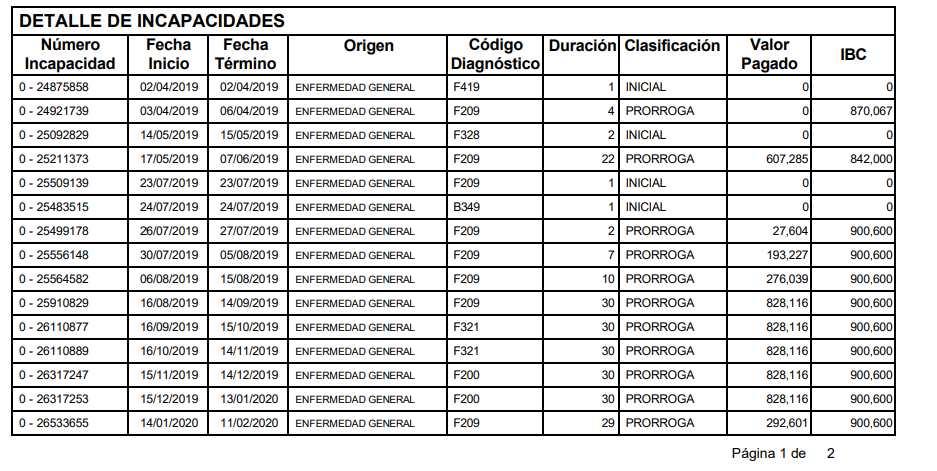 DETALLE DE INCAPACIDADES
Número Incapacidad Fecha Inicio Fecha Término Origen Código Diagnóstico Duración Clasificación Valor Pagado IBC
0 - 24875858 02/04/2019 02/04/2019 ENFERMEDAD GENERAL F419 1 INICIAL 0 0
0 - 24921739 03/04/2019 06/04/2019 ENFERMEDAD GENERAL F209 4 PRORROGA 0 870,067
0 - 25092829 14/05/2019 15/05/2019 ENFERMEDAD GENERAL F328 2 INICIAL 0 0
0 - 25211373 17/05/2019 07/06/2019 ENFERMEDAD GENERAL F209 22 PRORROGA 607,285 842,000
0 - 25509139 23/07/2019 23/07/2019 ENFERMEDAD GENERAL F209 1 INICIAL 0 0
0 - 25483515 24/07/2019 24/07/2019 ENFERMEDAD GENERAL B349 1 INICIAL 0 0
0 - 25499178 26/07/2019 27/07/2019 ENFERMEDAD GENERAL F209 2 PRORROGA 27,604 900,600
0 - 25556148 30/07/2019 05/08/2019 ENFERMEDAD GENERAL F209 7 PRORROGA 193,227 900,600
0 - 25564582 06/08/2019 15/08/2019 ENFERMEDAD GENERAL F209 10 PRORROGA 276,039 900,600
0 - 25910829 16/08/2019 14/09/2019 ENFERMEDAD GENERAL F209 30 PRORROGA 828,116 900,600
0 - 26110877 16/09/2019 15/10/2019 ENFERMEDAD GENERAL F321 30 PRORROGA 828,116 900,600
0 - 26110889 16/10/2019 14/11/2019 ENFERMEDAD GENERAL F321 30 PRORROGA 828,116 900,600
0 - 26317247 15/11/2019 14/12/2019 ENFERMEDAD GENERAL F200 30 PRORROGA 828,116 900,600
0 - 26317253 15/12/2019 13/01/2020 ENFERMEDAD GENERAL F200 30 PRORROGA 828,116 900,600
0 - 26533655 14/01/2020 11/02/2020 ENFERMEDAD GENERAL F209 29 PRORROGA 292,601 900,600
Página 1 de 2